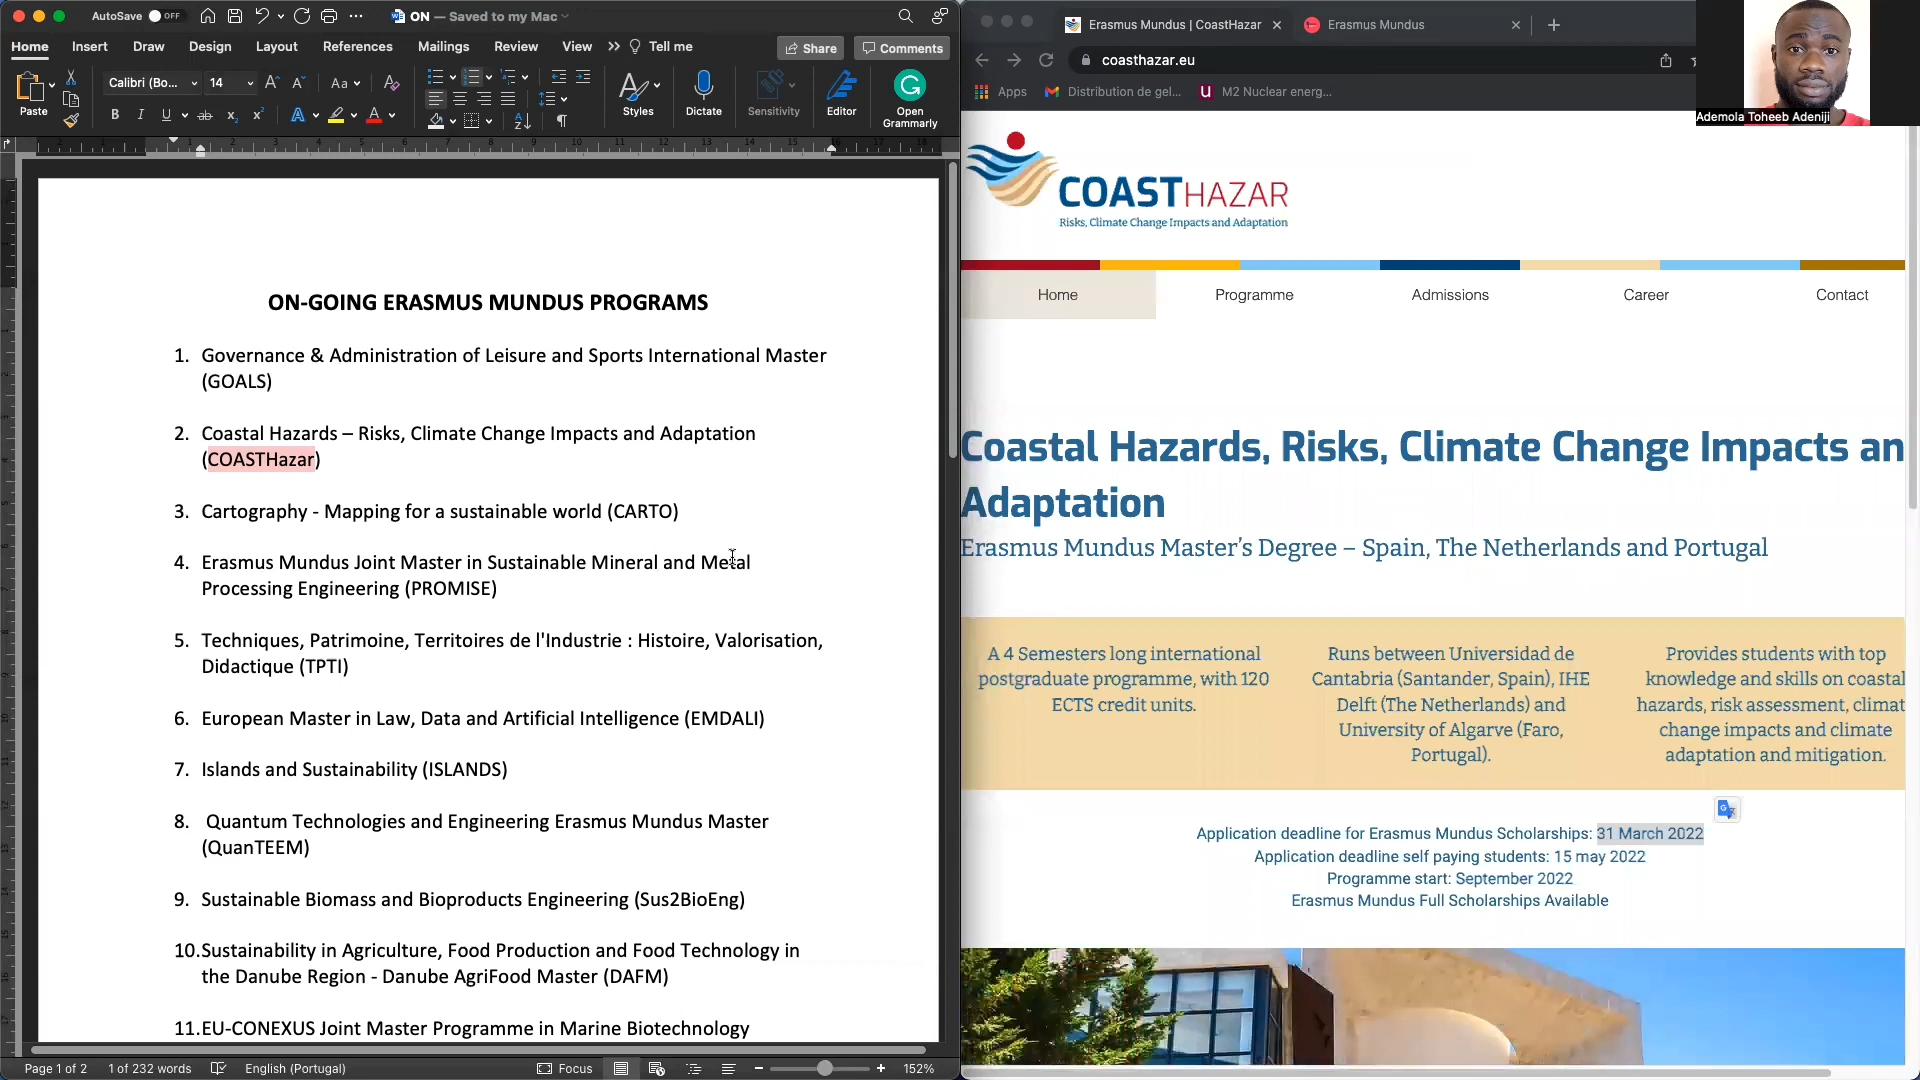 AutoSave OFF
ON — Saved to my Mac
Home Insert Draw Design Layout References Mailings Review View Tell me
Share Comments
Paste
Calibri (Bo... 14
Styles
Dictate
Sensitivity
Editor
Open
Grammarly
ON-GOING ERASMUS MUNDUS PROGRAMS
1. Governance & Administration of Leisure and Sports International Master
(GOALS)
2. Coastal Hazards – Risks, Climate Change Impacts and Adaptation
(COASTHazar)
3. Cartography - Mapping for a sustainable world (CARTO)
4. Erasmus Mundus Joint Master in Sustainable Mineral and Metal
Processing Engineering (PROMISE)
5. Techniques, Patrimoine, Territoires de l'Industrie : Histoire, Valorisation,
Didactique (TPTI)
6. European Master in Law, Data and Artificial Intelligence (EMDALI)
7. Islands and Sustainability (ISLANDS)
8. Quantum Technologies and Engineering Erasmus Mundus Master
(QuanTEEM)
9. Sustainable Biomass and Bioproducts Engineering (Sus2BioEng)
10.Sustainability in Agriculture, Food Production and Food Technology in
the Danube Region - Danube AgriFood Master (DAFM)
11.EU-CONEXUS Joint Master Programme in Marine Biotechnology
Page 1 of 2 1 of 232 words English (Portugal) Focus 152%
Erasmus Mundus | CoastHazar Erasmus Mundus
coasthazar.eu
Apps Distribution de gel... M2 Nuclear energ...
Ademola Toheeb Adeniji
COASTHAZAR
Risks, Climate Change Impacts and Adaptation
Home Programme Admissions Career Contact
Coastal Hazards, Risks, Climate Change Impacts an
Adaptation
Erasmus Mundus Master’s Degree – Spain, The Netherlands and Portugal
A 4 Semesters long international
postgraduate programme, with 120
ECTS credit units.
Runs between Universidad de
Cantabria (Santander, Spain), IHE
Delft (The Netherlands) and
University of Algarve (Faro,
Portugal).
Provides students with top
knowledge and skills on coastal
hazards, risk assessment, climat
change impacts and climate
adaptation and mitigation.
Application deadline for Erasmus Mundus Scholarships: 31 March 2022
Application deadline self paying students: 15 may 2022
Programme start: September 2022
Erasmus Mundus Full Scholarships Available